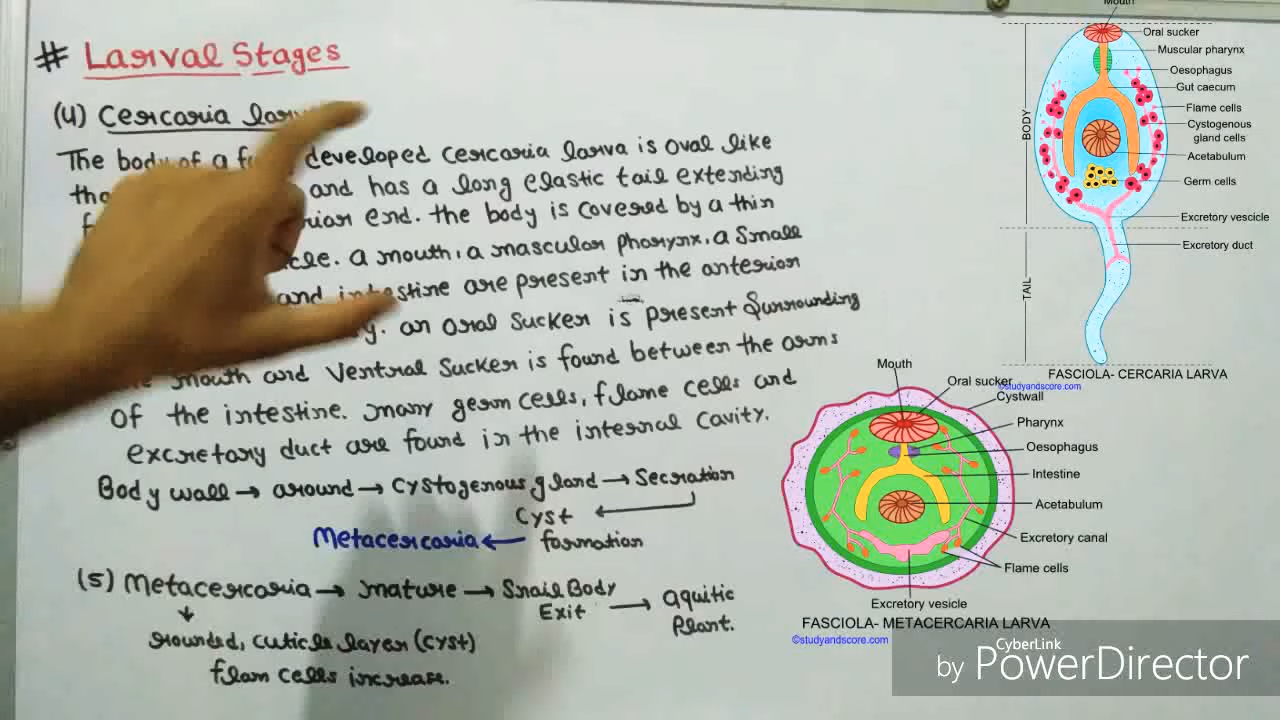 # Larval Stages
(4) Cercaria
The body of a developed cercaria larva is oval like
and has a long elastic tail extending
end. The body is covered by a thin
a mouth, a mascular pharynx, a small
and intestine are present in the anterior
an oral sucker is present surrounding
mouth and ventral sucker is found between the arms
of the intestine. many germ cells, flame cells and
excretary duct are found in the internal cavity.
Body wall → around → cystogenous gland → Secration
Cyst ←
Metacercaria ← formation
(5) Metacercaria → mature → Snail Body
Exit → aquitic
Plant.
↓
rounded, cuticle layer (cyst)
flam cells increase.
Mouth
Oral sucker
Muscular pharynx
Oesophagus
Gut caecum
Flame cells
Cystogenous
gland cells
Acetabulum
Germ cells
Excretory vesicle
Excretory duct
BODY
TAIL
FASCIOLA- CERCARIA LARVA
©studyandscore.com
Mouth
Oral sucker
Cystwall
Pharynx
Oesophagus
Intestine
Acetabulum
Excretory canal
Flame cells
Excretory vesicle
FASCIOLA- METACERCARIA LARVA
©studyandscore.com
CyberLink
by PowerDirector